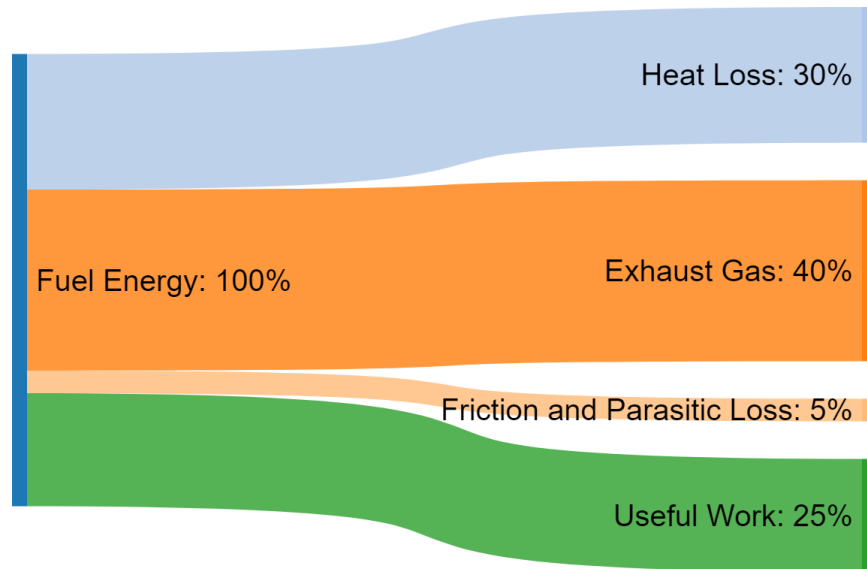 Heat Loss: 30%
Fuel Energy: 100%
Exhaust Gas: 40%
Friction and Parasitic Loss: 5%
Useful Work: 25%